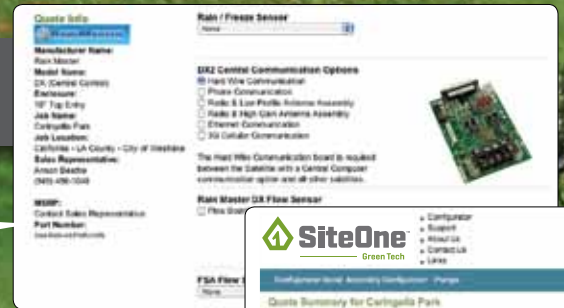 Quote Info
Manufacturer Name:
Rain Master
Model Name:
DX (Central Control)
Enclosure:
18" Top Entry
Job Name:
Caringella Park
Job Location:
California - LA County - City of
Sales Representative:
MSRP:
Contact Sales Representative
Part Number:
Rain / Freeze Sensor
None
DX2 Central Communication Options
Hard Wire Communication
Phone Communication
Radio & Low Profile Antenna Assembly
Radio & High Gain Antenna Assembly
Ethernet Communication
3G Cellular Communication
The Hard Wire Communication board is required
between the Satellite with a Central Computer
communication option and all other satellites.
Rain Master DX Flow Sensor
Flow
FSA Flow
None
SiteOne
Green Tech
Configurator
Support
About Us
Contact Us
Links
Quote Summary for Caringella Park